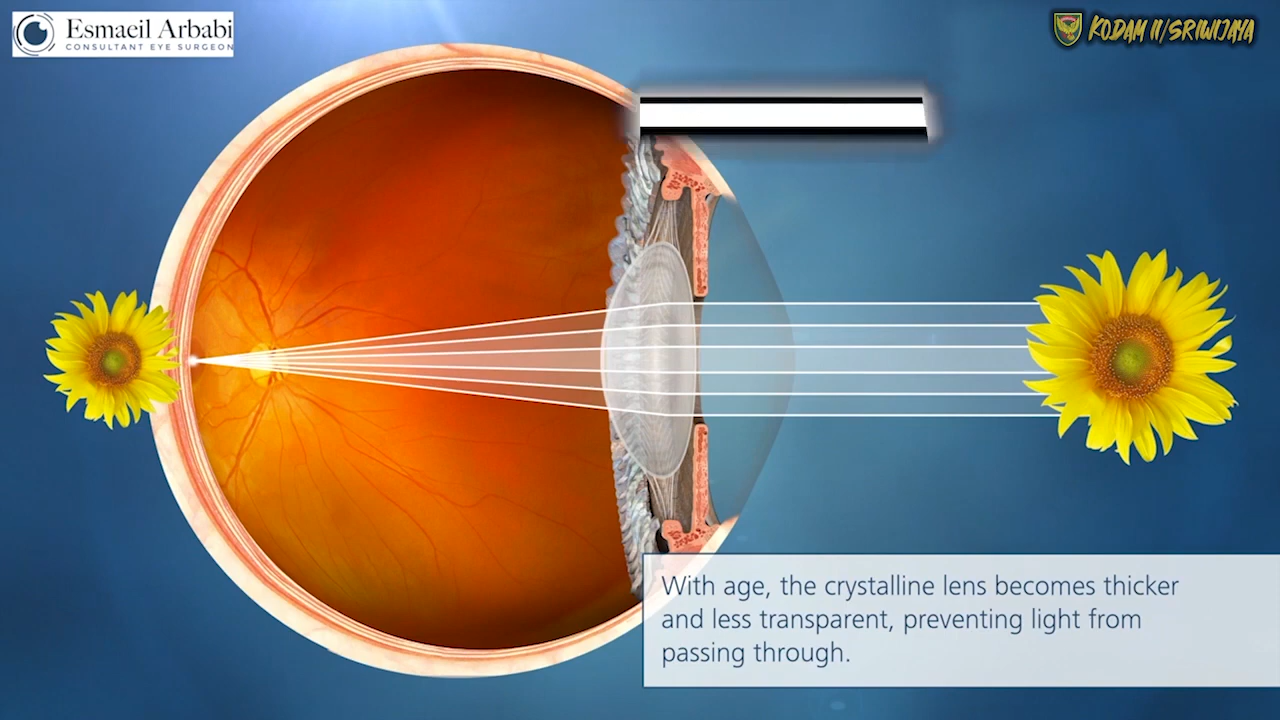 Esmaeil Arbabi
CONSULTANT EYE SURGEON
KODAM II/SRIWIJAYA
With age, the crystalline lens becomes thicker
and less transparent, preventing light from
passing through.